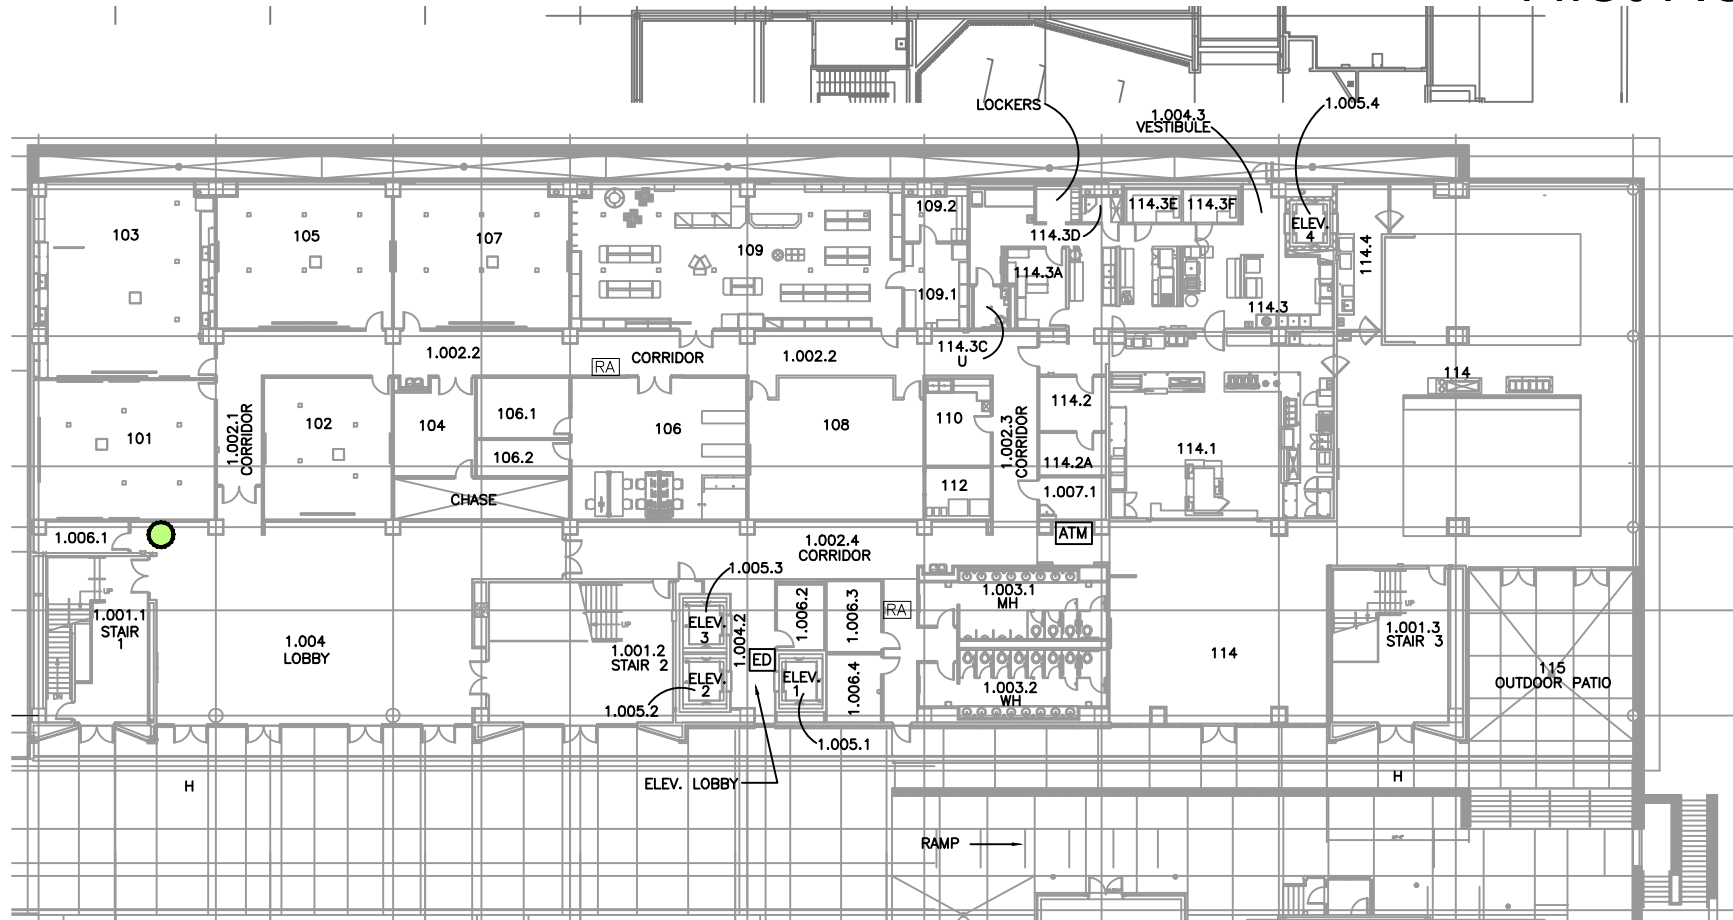 LOCKERS
1.004.3
VESTIBULE
1.005.4
103
105
107
109
109.2
109.1
114.3E
114.3F
114.3D
114.3A
ELEV.
4
114.4
114.3
114.3C
U
1.002.2
RA
CORRIDOR
1.002.2
114
101
1.002.1
CORRIDOR
102
104
106.1
106.2
106
108
110
112
1.002.3
CORRIDOR
114.2
114.2A
114.1
1.007.1
CHASE
1.006.1
ATM
1.002.4
CORRIDOR
1.005.3
UP
1.001.1
STAIR
1
DN
1.004
LOBBY
UP
1.001.2
STAIR 2
ELEV.
3
ELEV.
2
1.004.2
ED
1.006.2
1.006.3
RA
1.006.4
ELEV.
1
1.005.2
1.005.1
1.003.1
MH
1.003.2
WH
114
UP
1.001.3
STAIR 3
115
OUTDOOR PATIO
H
ELEV. LOBBY
H
RAMP